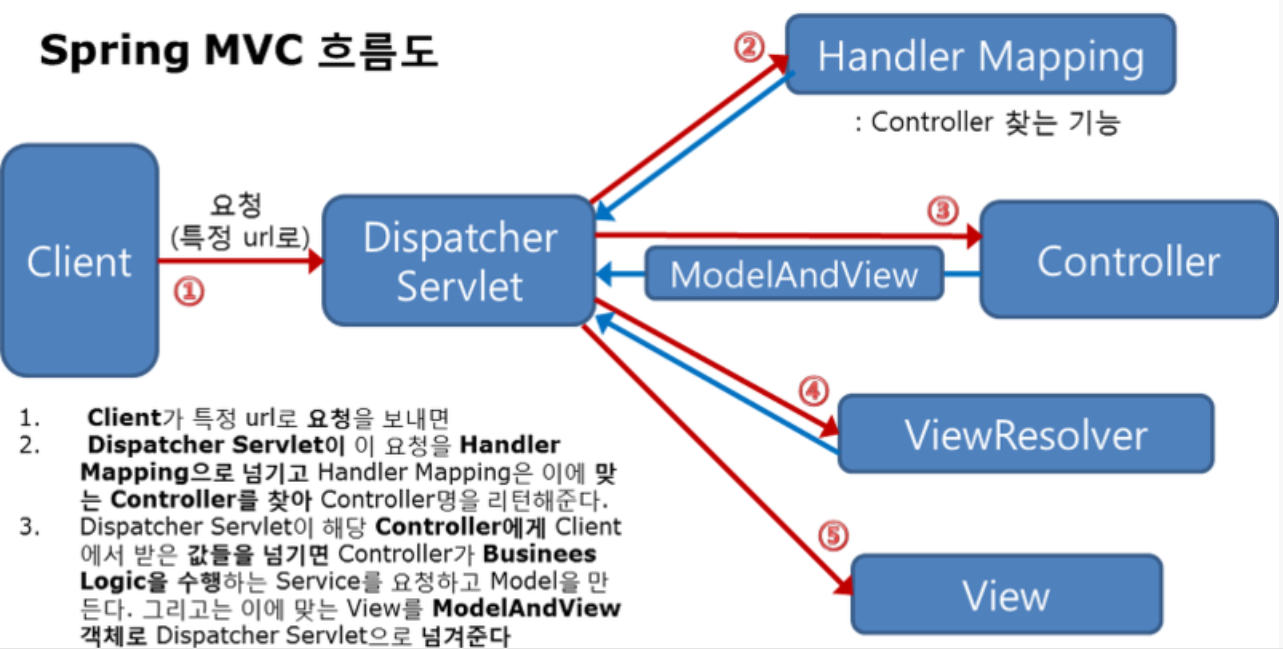 Spring MVC 흐름도
②
Handler Mapping
: Controller 찾는 기능
요청
(특정 url로)
①
Client
Dispatcher
Servlet
③
ModelAndView
Controller
④
ViewResolver
⑤
View
1. Client가 특정 url로 요청을 보내면
2. Dispatcher Servlet이 이 요청을 Handler
Mapping으로 넘기고 Handler Mapping은 이에 맞
는 Controller를 찾아 Controller명을 리턴해준다.
3. Dispatcher Servlet이 해당 Controller에게 Client
에서 받은 값들을 넘기면 Controller가 Businees
Logic을 수행하는 Service를 요청하고 Model을 만
든다. 그리고는 이에 맞는 View를 ModelAndView
객체로 Dispatcher Servlet으로 넘겨준다